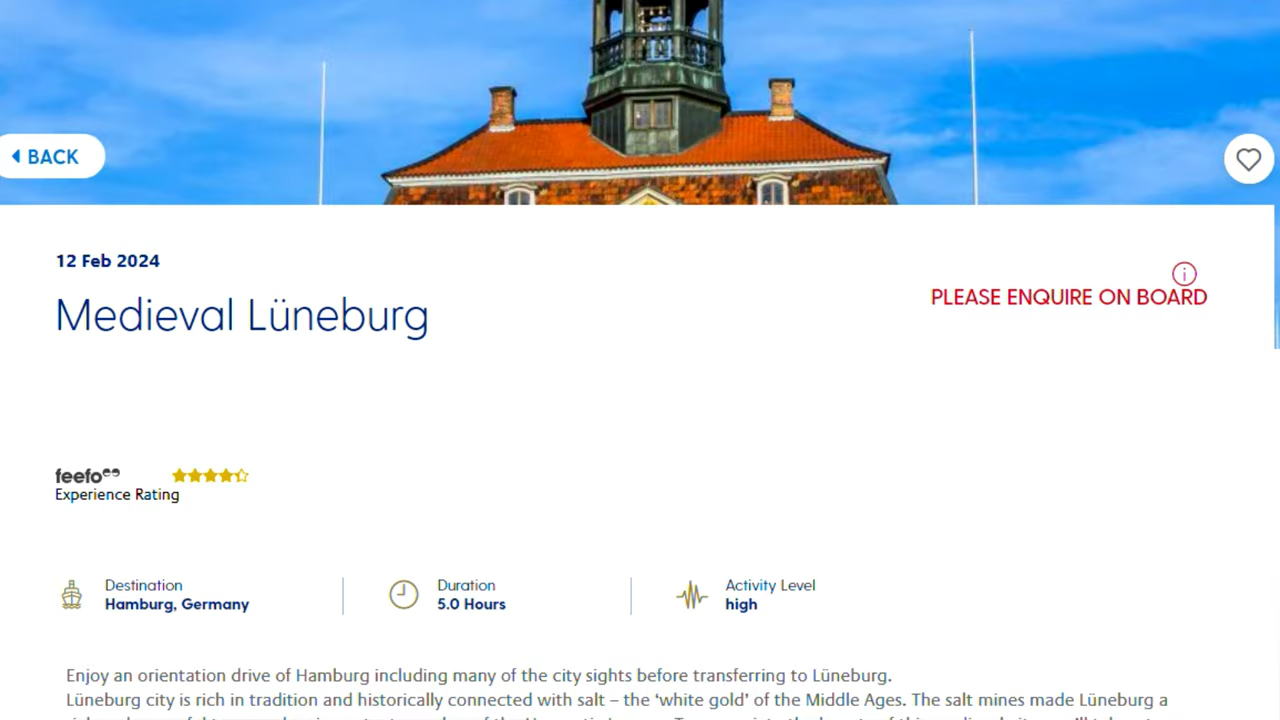 BACK
12 Feb 2024
PLEASE ENQUIRE ON BOARD
Medieval Lüneburg
feefo
Experience Rating
Destination
Hamburg, Germany
Duration
5.0 Hours
Activity Level
high
Enjoy an orientation drive of Hamburg including many of the city sights before transferring to Lüneburg.
Lüneburg city is rich in tradition and historically connected with salt – the ‘white gold’ of the Middle Ages. The salt mines made Lüneburg a